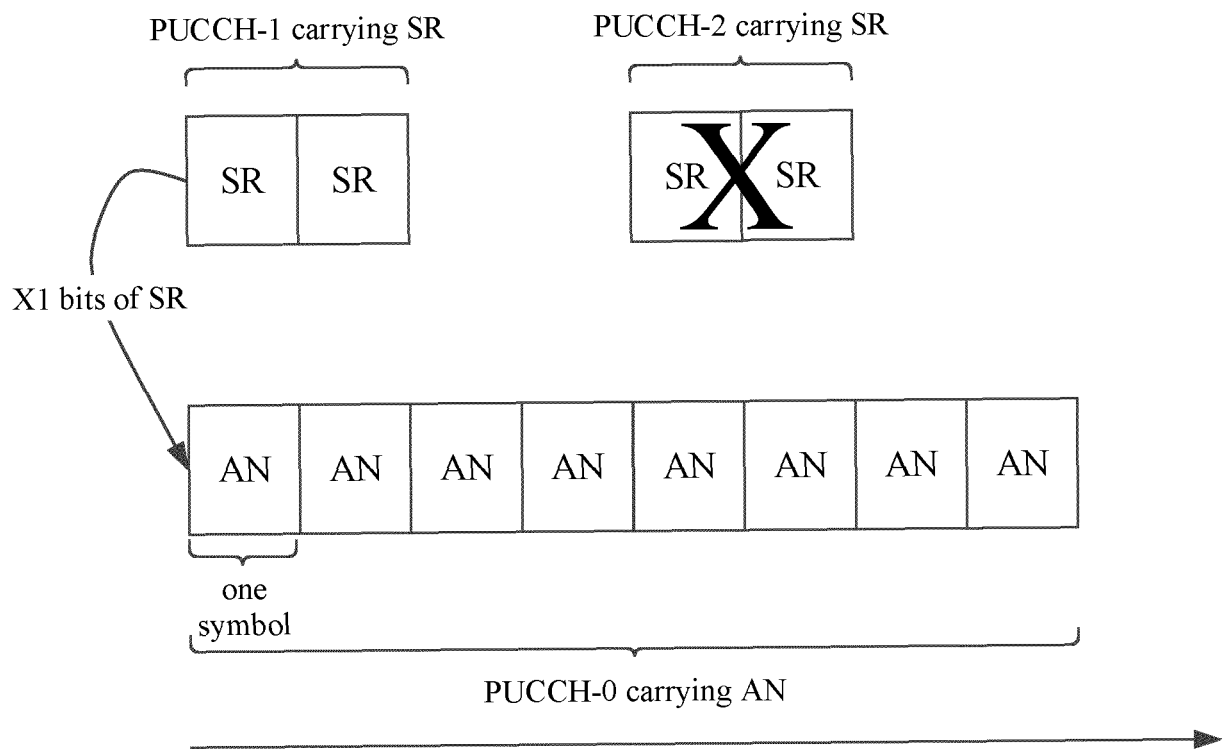 PUCCH-1 carrying SR
PUCCH-2 carrying SR
SR SR
SR X SR
X1 bits of SR
AN AN AN AN AN AN AN AN
one
symbol
PUCCH-0 carrying AN